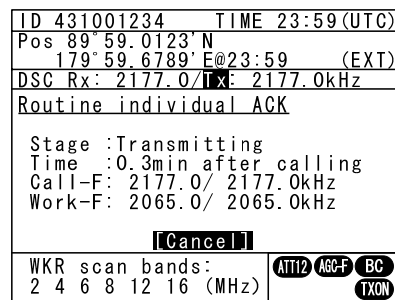 ID 431001234 TIME 23:59(UTC)
Pos 89°59.0123'N
179°59.6789'E@23:59 (EXT)
DSC Rx: 2177.0/Tx: 2177.0kHz
Routine individual ACK
Stage :Transmitting
Time :0.3min after calling
Call-F: 2177.0/ 2177.0kHz
Work-F: 2065.0/ 2065.0kHz
[Cancel]
WKR scan bands: ATT12 AGC-F BC
2 4 6 8 12 16 (MHz) TXON